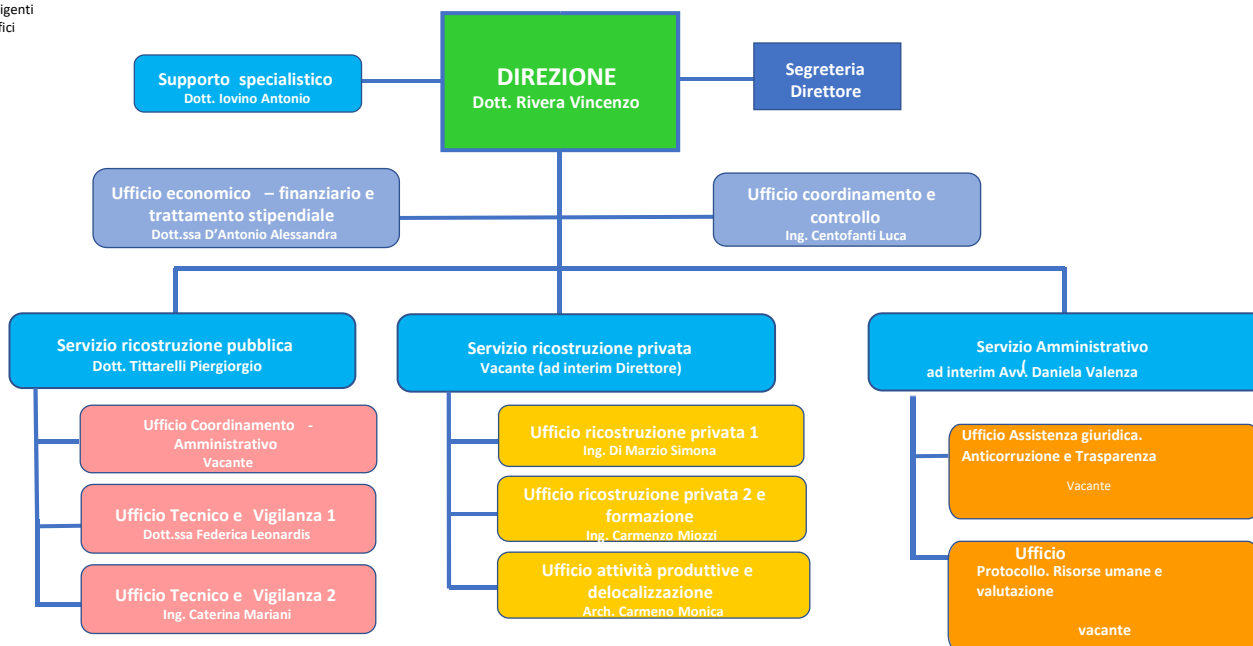 igenti
fici
DIREZIONE
Dott. Rivera Vincenzo
Supporto specialistico
Dott. Iovino Antonio
Segreteria
Direttore
Ufficio economico – finanziario e
trattamento stipendiale
Dott.ssa D’Antonio Alessandra
Ufficio coordinamento e
controllo
Ing. Centofanti Luca
Servizio ricostruzione pubblica
Dott. Tittarelli Piergiorgio
Ufficio Coordinamento -
Amministrativo
Vacante
Ufficio Tecnico e Vigilanza 1
Dott.ssa Federica Leonardis
Ufficio Tecnico e Vigilanza 2
Ing. Caterina Mariani
Servizio ricostruzione privata
Vacante (ad interim Direttore)
Ufficio ricostruzione privata 1
Ing. Di Marzio Simona
Ufficio ricostruzione privata 2 e
formazione
Ing. Carmenzo Miozzi
Ufficio attività produttive e
delocalizzazione
Arch. Carmeno Monica
Servizio Amministrativo
ad interim Avv. Daniela Valenza
Ufficio Assistenza giuridica.
Anticorruzione e Trasparenza
Vacante
Ufficio
Protocollo. Risorse umane e
valutazione
vacante